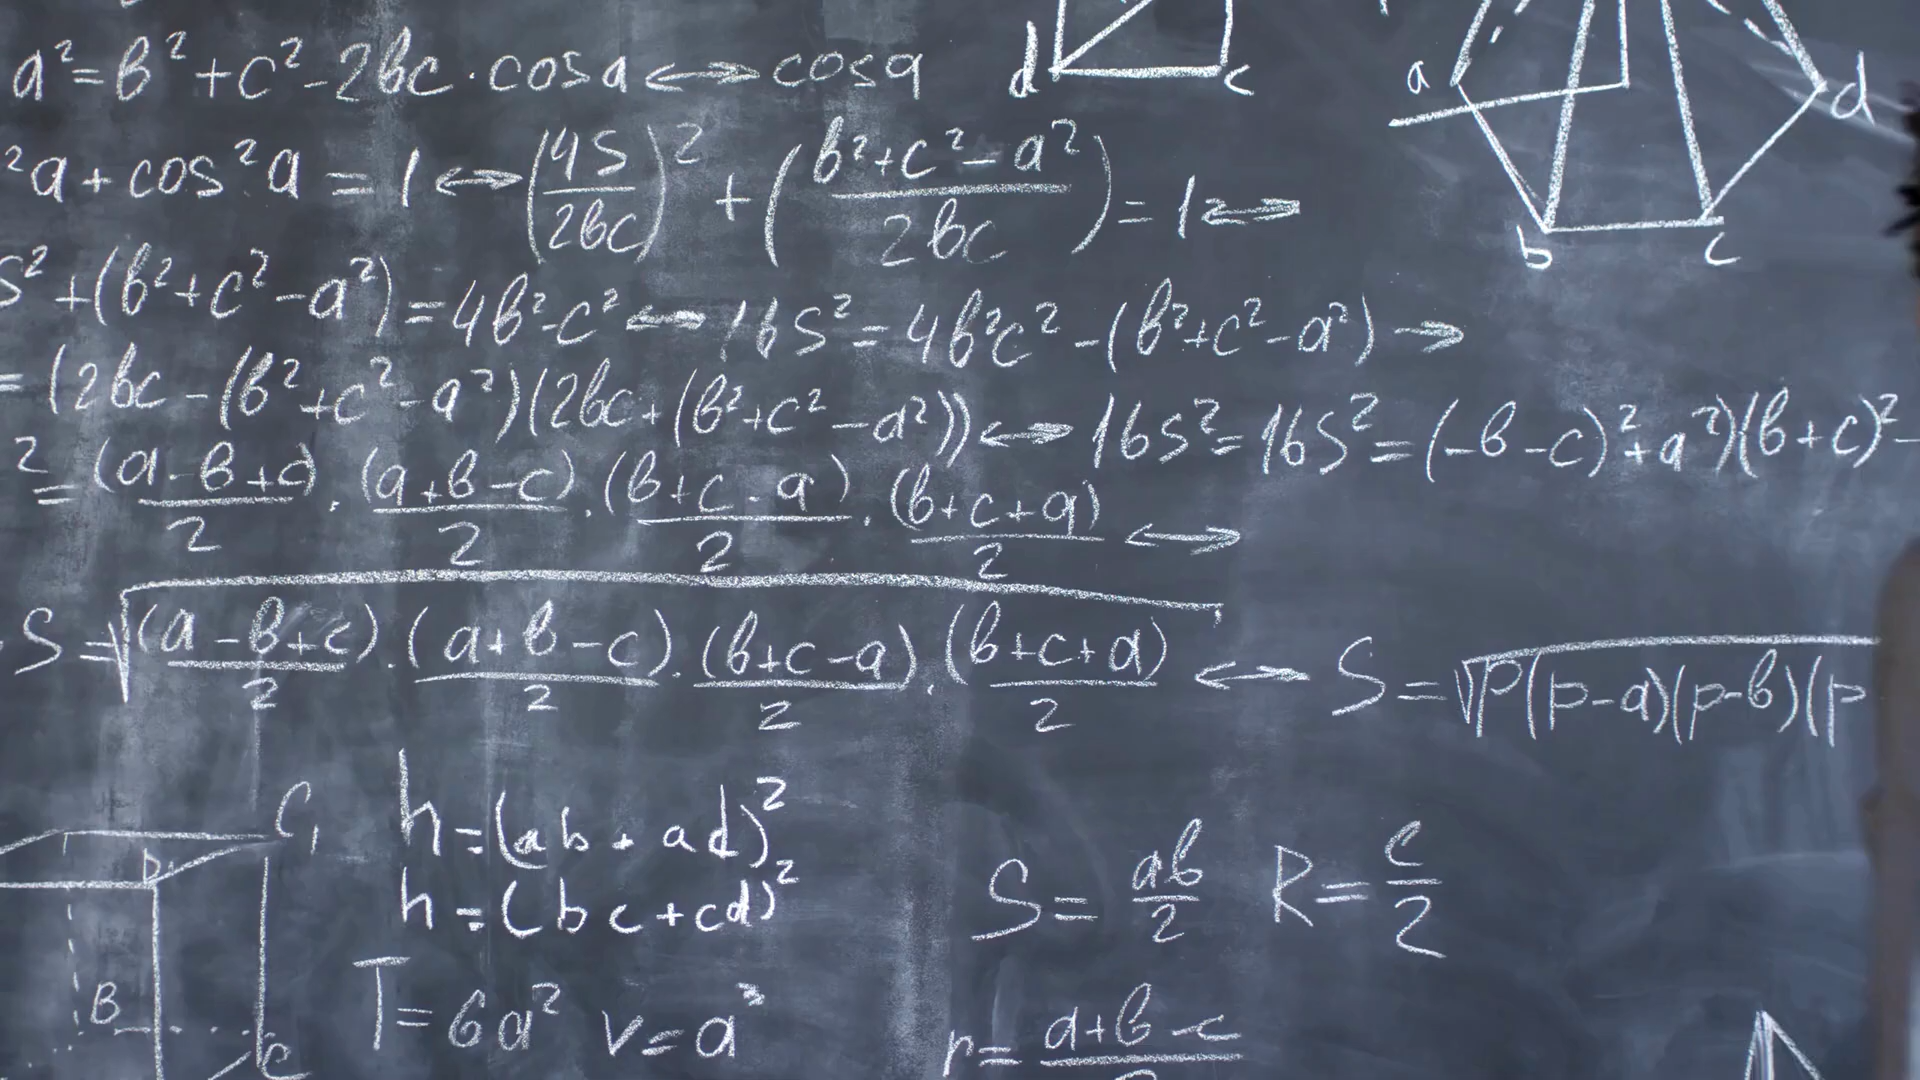 a²=b²+c²-2bc·cosa↔cosa
²a+cos²a=1↔(4S/2bc)²+(b²+c²-a²/2bc)=1↔
S²+(b²+c²-a²)=4b²-c²↔16S²=4b²c²-(b²+c²-a²)→
=(2bc-(b²+c²-a²)(2bc+(b²+c²-a²))↔16S²=16S²=(-b-c)²+a²)(b+c)²-
²=(a-b+c)/2·(a+b-c)/2·(b+c-a)/2·(b+c+a)/2↔
S=√(a-b+c)/2·(a+b-c)/2·(b+c-a)/2·(b+c+a)/2↔S=√p(p-a)(p-b)(p
d c
a d
b c
C₁
D
B
C
h=(ab+ad)²
h=(bc+cd)²
T=6a² v=a³
S=ab/2 R=c/2
r=a+b-c